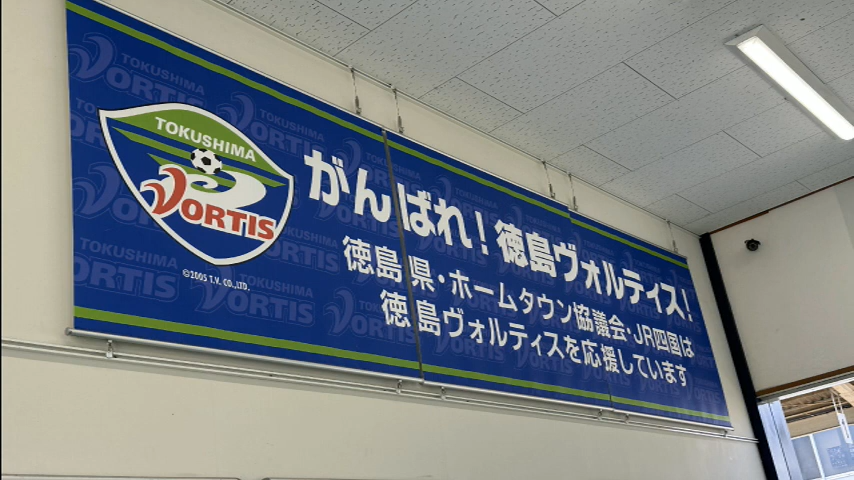 TOKUSHIMA
VORTIS
©2005 T.V. CO.,LTD.
がんばれ！徳島ヴォルティス！
徳島県・ホームタウン協議会・JR四国は
徳島ヴォルティスを応援しています